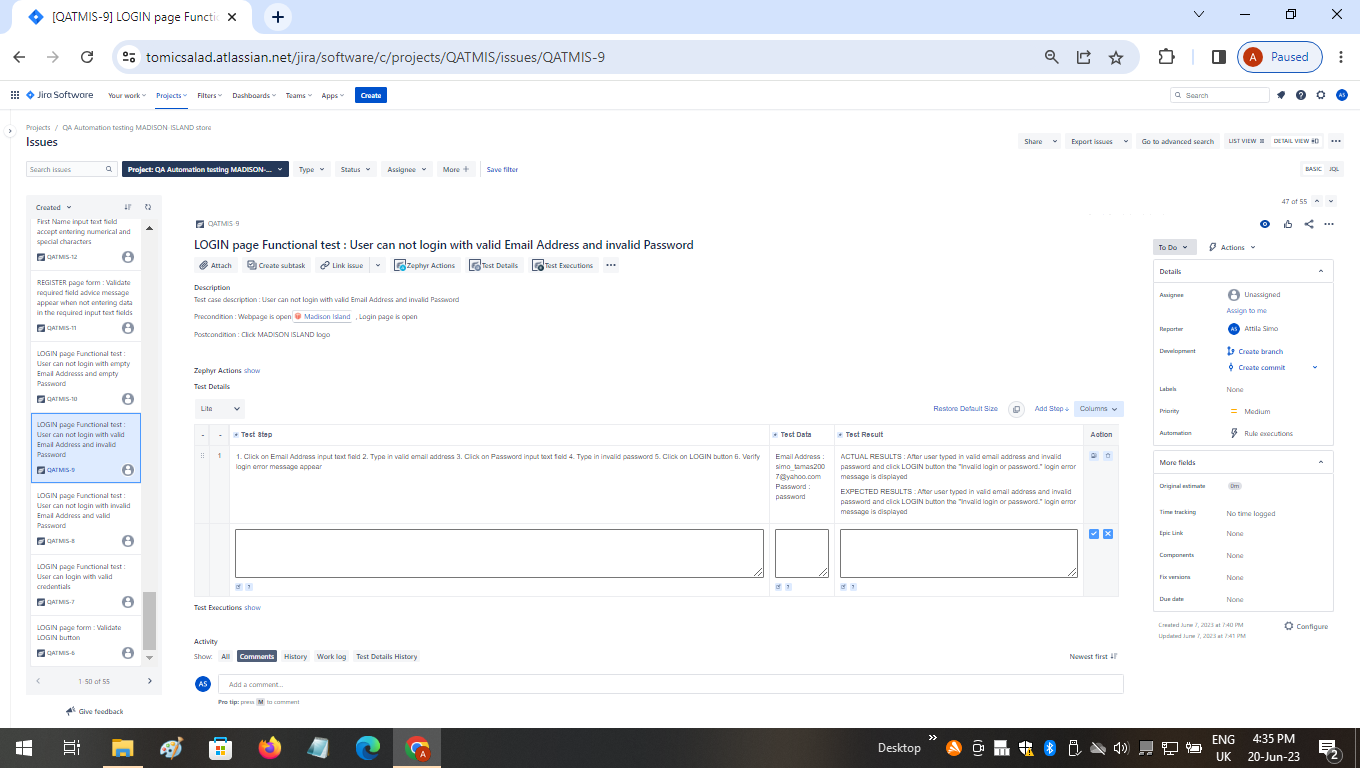 [QATMIS-9] LOGIN page Functi
tomicsalad.atlassian.net/jira/software/c/projects/QATMIS/issues/QATMIS-9
A Paused
Jira Software Your work Projects Filters Dashboards Teams Apps Create
Search
AS
Projects / QA Automation testing MADISON ISLAND store
Issues
Share Export issues Go to advanced search LIST VIEW DETAIL VIEW
Search issues Project: QA Automation testing MADISON-... Type Status Assignee More + Save filter
BASIC JQL
Created
First Name input text field
accept entering numerical and
special characters
QATMIS-12
REGISTER page form : Validate
required field advice message
appear when not entering data
in the required input text fields
QATMIS-11
LOGIN page Functional test :
User can not login with empty
Email Addresss and empty
Password
QATMIS-10
LOGIN page Functional test :
User can not login with valid
Email Address and invalid
Password
QATMIS-9
LOGIN page Functional test :
User can not login with invalid
Email Address and valid
Password
QATMIS-8
LOGIN page Functional test :
User can login with valid
credentials
QATMIS-7
LOGIN page form : Validate
LOGIN button
QATMIS-6
1-50 of 55
Give feedback
47 of 55
QATMIS-9
LOGIN page Functional test : User can not login with valid Email Address and invalid Password
Attach Create subtask Link issue Zephyr Actions Test Details Test Executions
Description
Test case description : User can not login with valid Email Address and invalid Password
Precondition : Webpage is open Madison Island , Login page is open
Postcondition : Click MADISON ISLAND logo
Zephyr Actions show
Test Details
Lite
Restore Default Size Add Step Columns
- - Test Step Test Data Test Result Action
1 1. Click on Email Address input text field 2. Type in valid email address 3. Click on Password input text field 4. Type in invalid password 5. Click on LOGIN button 6. Verify
login error message appear
Email Address :
simo_tamas200
7@yahoo.com
Password :
password
ACTUAL RESULTS : After user typed in valid email address and invalid
password and click LOGIN button the "Invalid login or password." login error
message is displayed
EXPECTED RESULTS : After user typed in valid email address and invalid
password and click LOGIN button the "Invalid login or password." login error
message is displayed
Test Executions show
Activity
Show: All Comments History Work log Test Details History
Newest first
AS Add a comment...
Pro tip: press M to comment
To Do Actions
Details
Assignee Unassigned
Assign to me
Reporter AS Attila Simo
Development Create branch
Create commit
Labels None
Priority Medium
Automation Rule executions
More fields
Original estimate 0m
Time tracking No time logged
Epic Link None
Components None
Fix versions None
Due date None
Created June 7, 2023 at 7:40 PM
Updated June 7, 2023 at 7:41 PM
Configure
Desktop
ENG
UK
4:35 PM
20-Jun-23
2